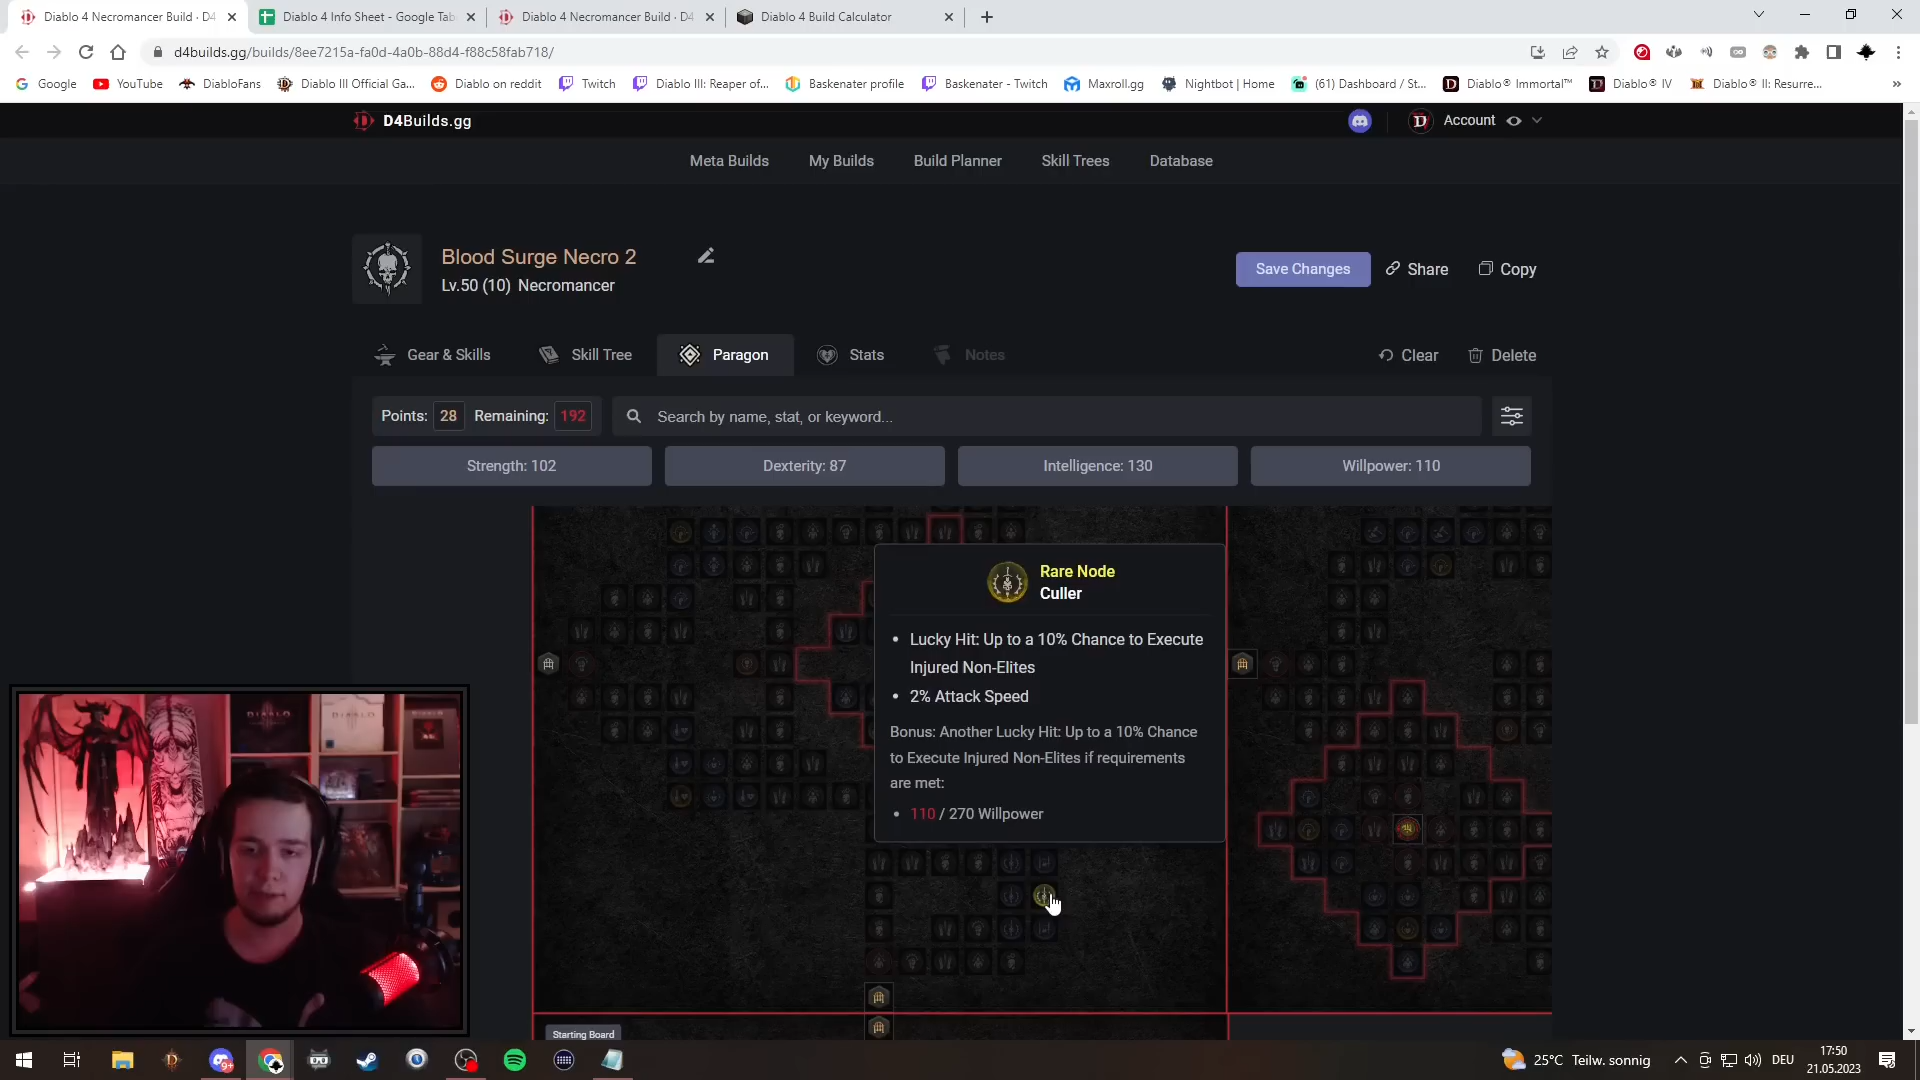 Diablo 4 Necromancer Build · D4
Diablo 4 Info Sheet - Google Tab
Diablo 4 Necromancer Build · D4
Diablo 4 Build Calculator
d4builds.gg/builds/8ee7215a-fa0d-4a0b-88d4-f88c58fab718/
Google
YouTube
DiabloFans
Diablo III Official Ga...
Diablo on reddit
Twitch
Diablo III: Reaper of...
Baskenater profile
Baskenater - Twitch
Maxroll.gg
Nightbot | Home
(61) Dashboard / St...
Diablo® Immortal™
Diablo® IV
Diablo® II: Resurre...
D4Builds.gg
Account
Meta Builds
My Builds
Build Planner
Skill Trees
Database
Blood Surge Necro 2
Lv.50 (10) Necromancer
Save Changes
Share
Copy
Gear & Skills
Skill Tree
Paragon
Stats
Notes
Clear
Delete
Points: 28 Remaining: 192
Search by name, stat, or keyword...
Strength: 102
Dexterity: 87
Intelligence: 130
Willpower: 110
Rare Node
Culler
• Lucky Hit: Up to a 10% Chance to Execute
Injured Non-Elites
• 2% Attack Speed
Bonus: Another Lucky Hit: Up to a 10% Chance
to Execute Injured Non-Elites if requirements
are met:
• 110 / 270 Willpower
Starting Board
DIABLO
9+
25°C Teilw. sonnig
DEU
17:50
21.05.2023